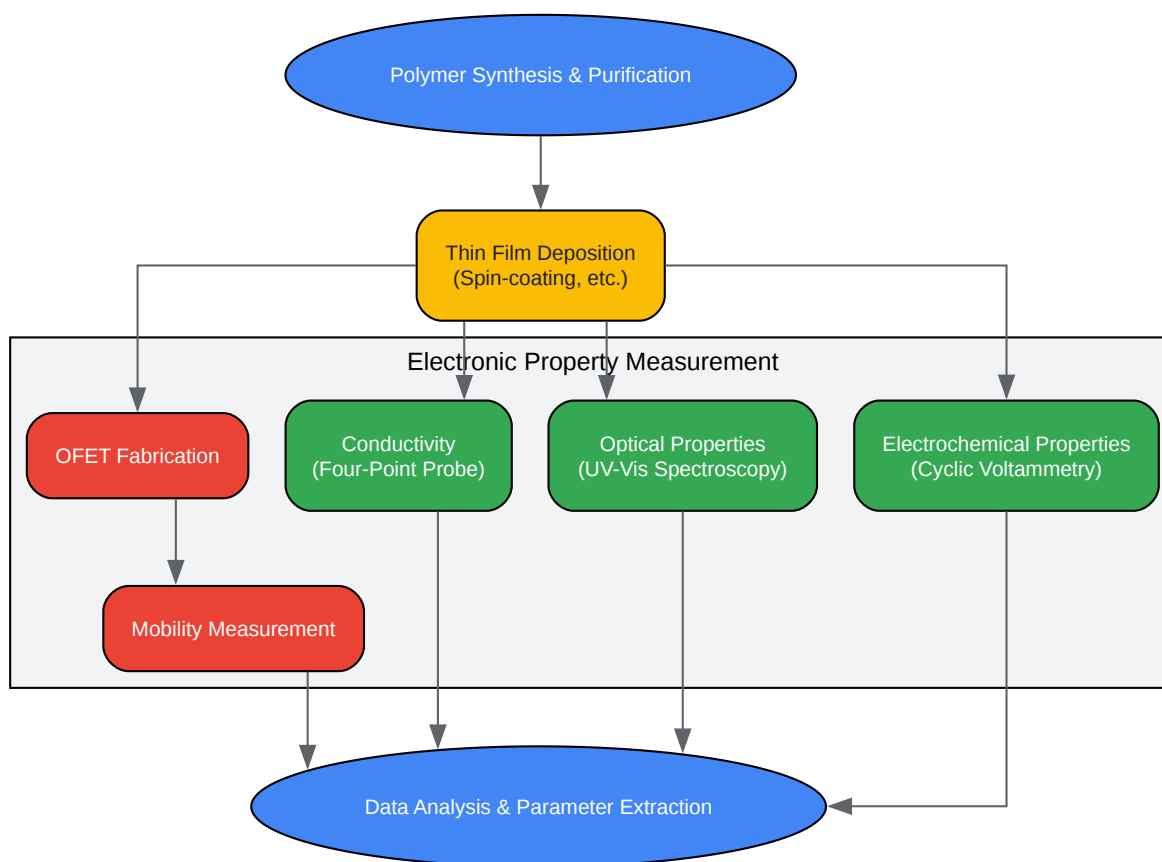 Polymer Synthesis & Purification
Thin Film Deposition
(Spin-coating, etc.)
Electronic Property Measurement
OFET Fabrication
Conductivity
(Four-Point Probe)
Optical Properties
(UV-Vis Spectroscopy)
Electrochemical Properties
(Cyclic Voltammetry)
Mobility Measurement
Data Analysis & Parameter Extraction